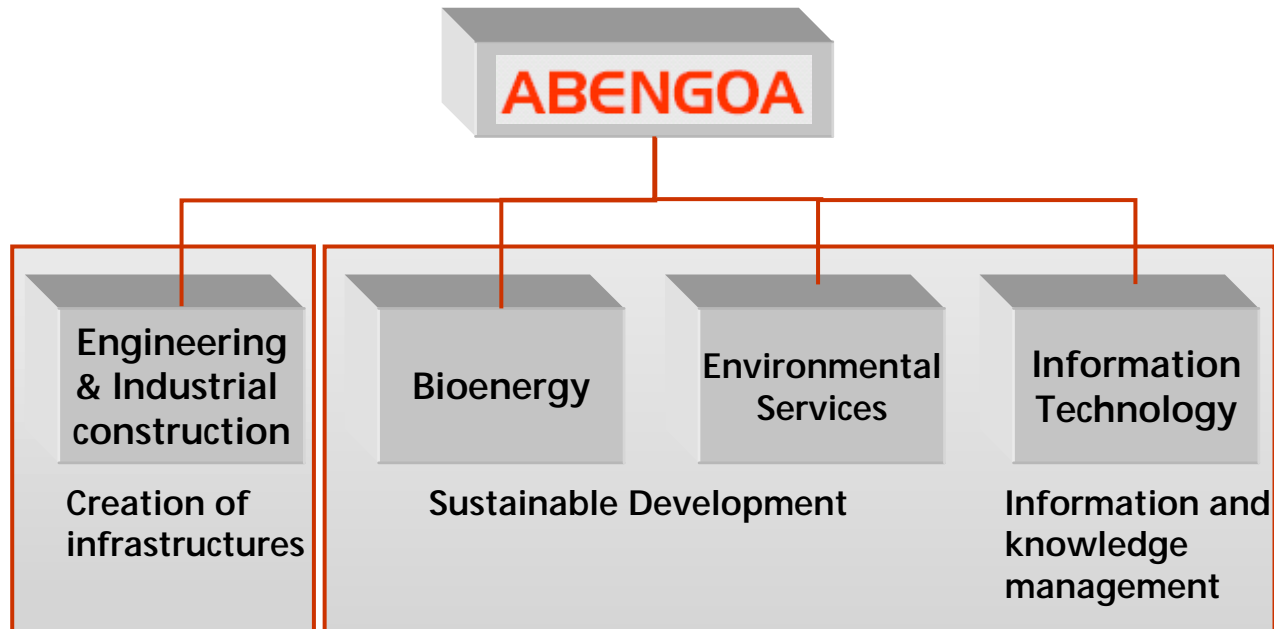 ABENGOA
Engineering
& Industrial
construction
Bioenergy
Environmental
Services
Information
Technology
Creation of
infrastructures
Sustainable Development
Information and
knowledge
management